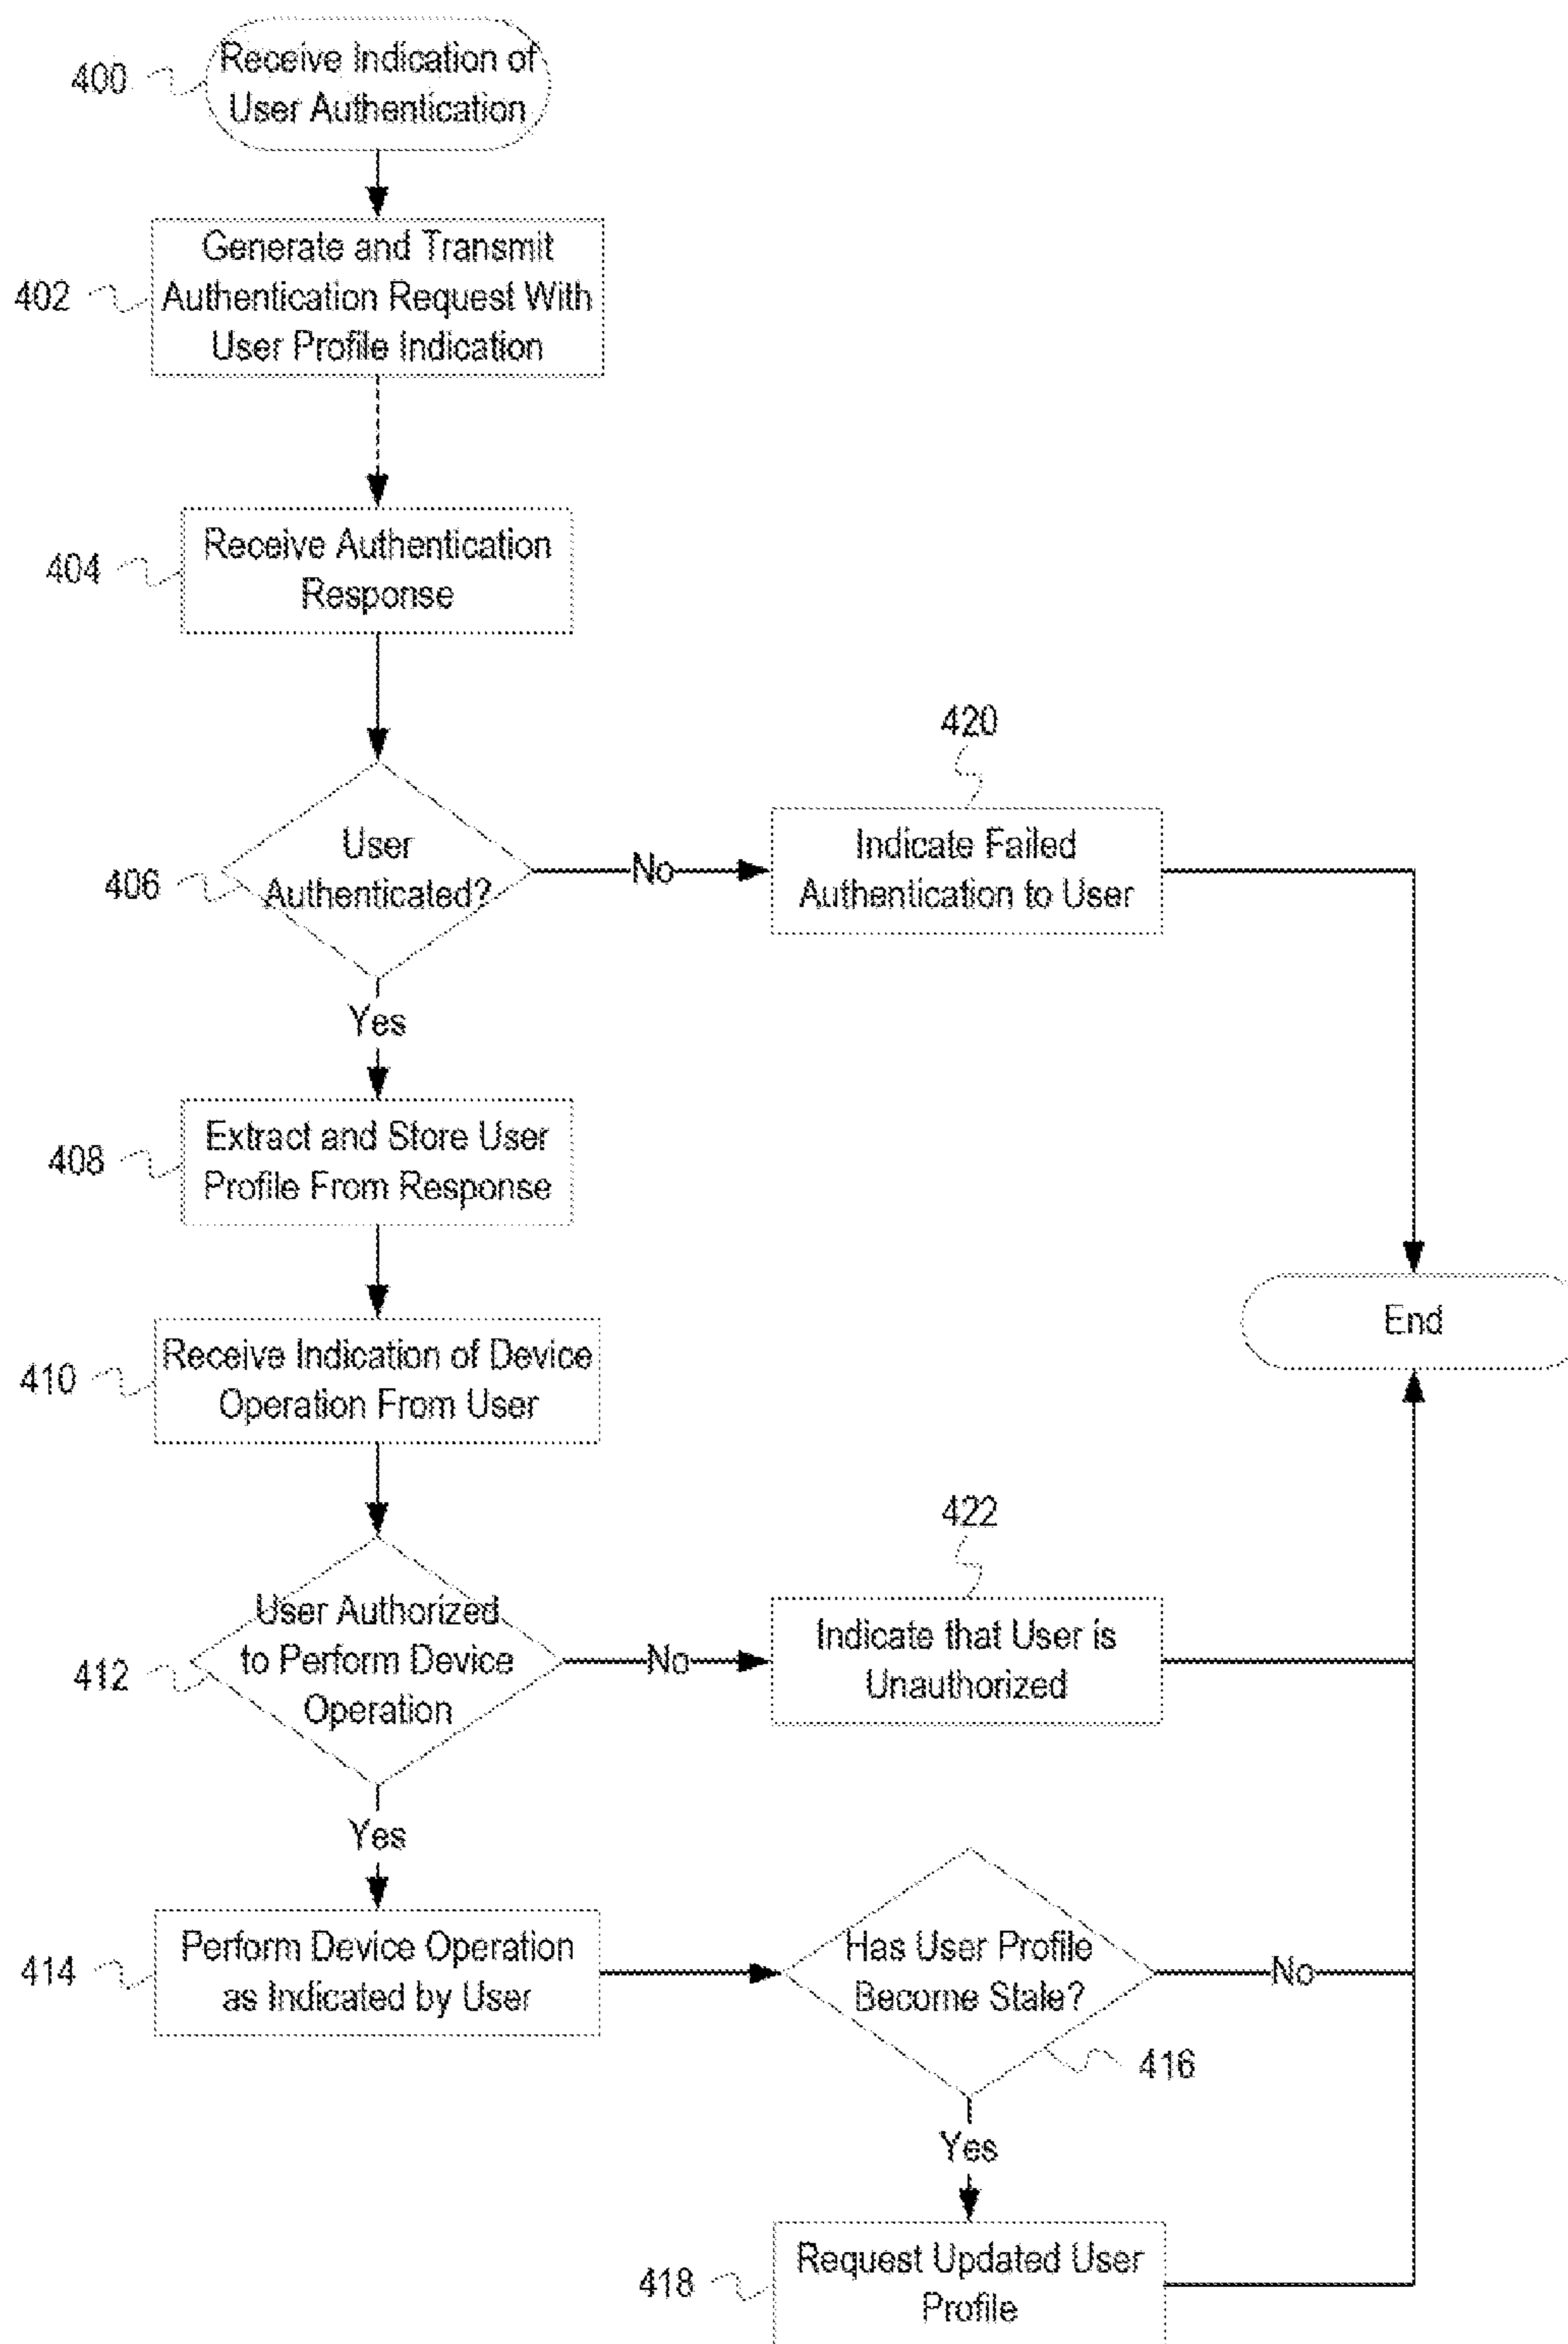 400
Receive Indication of
User Authentication
402
Generate and Transmit
Authentication Request With
User Profile Indication
404
Receive Authentication
Response
406
User
Authenticated?
No
420
Indicate Failed
Authentication to User
Yes
408
Extract and Store User
Profile From Response
End
410
Receive Indication of Device
Operation From User
412
User Authorized
to Perform Device
Operation
No
422
Indicate that User is
Unauthorized
Yes
414
Perform Device Operation
as Indicated by User
Has User Profile
Become Stale?
No
416
Yes
418
Request Updated User
Profile